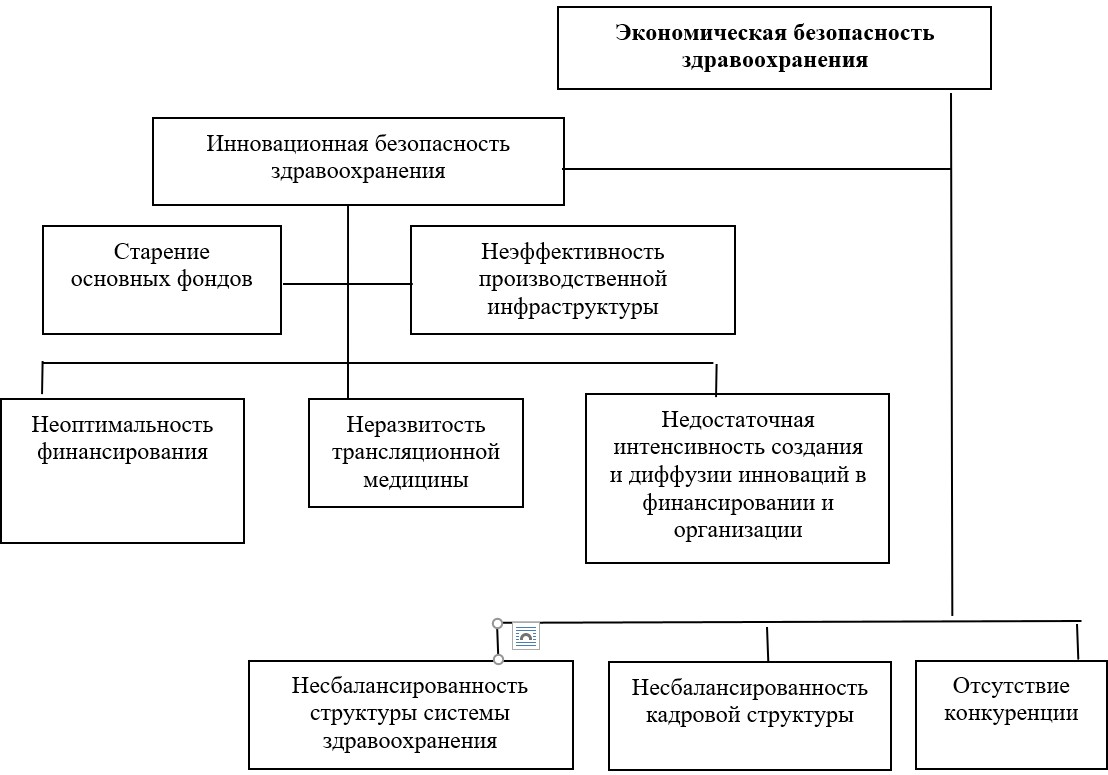 Экономическая безопасность
здравоохранения
Инновационная безопасность
здравоохранения
Старение
основных фондов
Неэффективность
производственной
инфраструктуры
Неоптимальность
финансирования
Неразвитость
трансляционной
медицины
Недостаточная
интенсивность создания
и диффузии инноваций в
финансировании и
организации
Несбалансированность
структуры системы
здравоохранения
Несбалансированность
кадровой структуры
Отсутствие
конкуренции